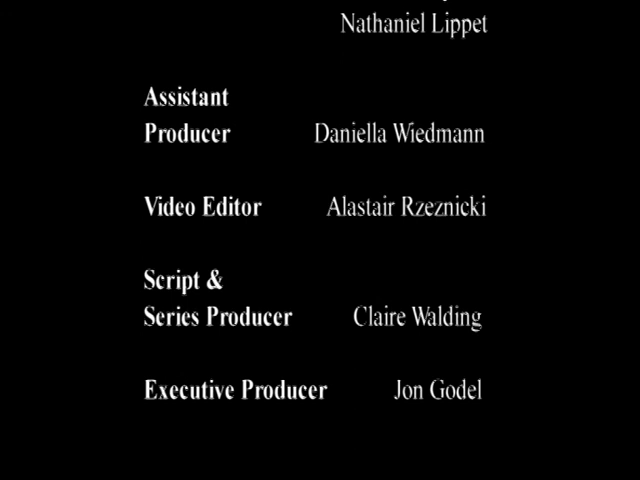 Nathaniel Lippet
Assistant
Producer Daniella Wiedmann
Video Editor Alastair Rzeznicki
Script &
Series Producer Claire Walding
Executive Producer Jon Godel